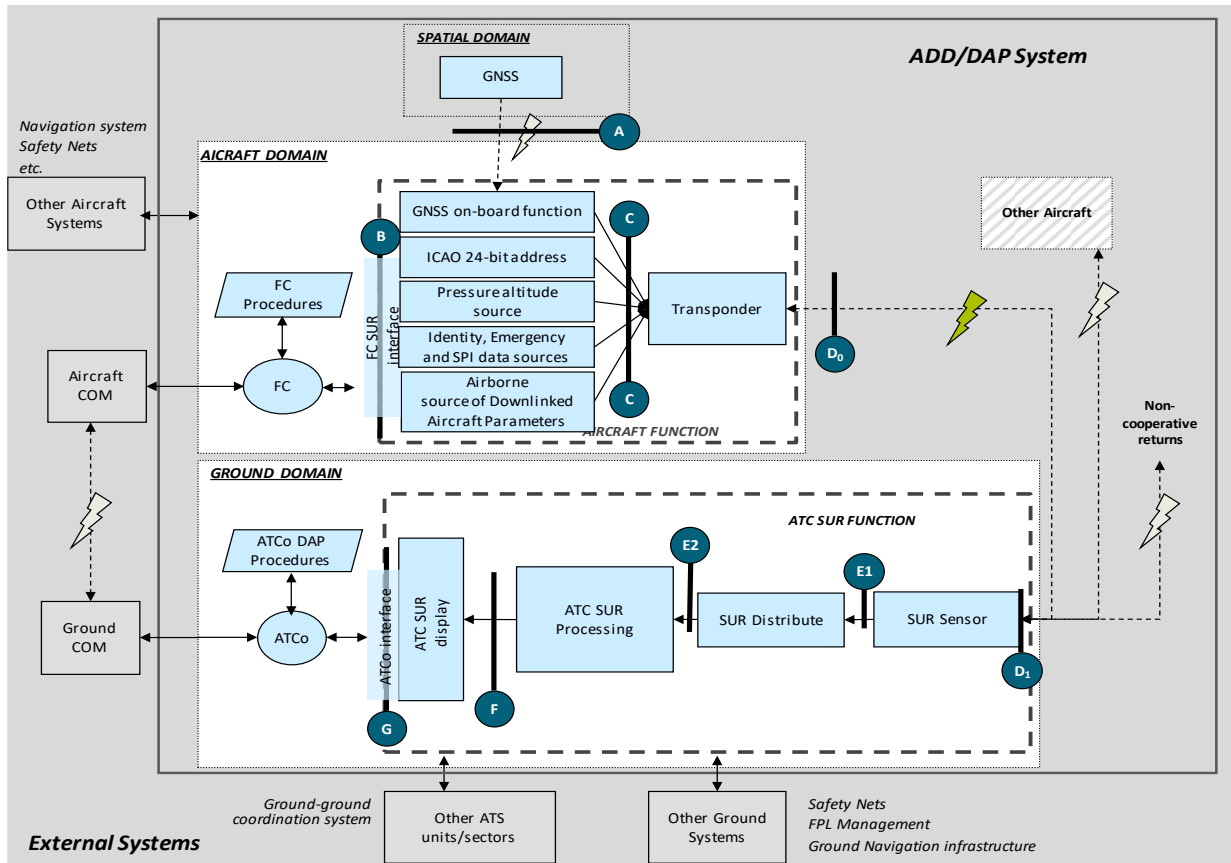 SPATIAL DOMAIN
GNSS
ADD/DAP System
A
Navigation system
Safety Nets
etc.
Other Aircraft
Systems
AICRAFT DOMAIN
B
FC SUR
interface
GNSS on-board function
ICAO 24-bit address
Pressure altitude
source
Identity, Emergency
and SPI data sources
Airborne
source of Downlinked
Aircraft Parameters
AIRCRAFT FUNCTION
C
C
Transponder
D0
Other Aircraft
Non-
cooperative
returns
FC
Procedures
FC
Aircraft
COM
GROUND DOMAIN
ATC SUR FUNCTION
ATCo DAP
Procedures
ATCo
Ground
COM
ATCo interface
G
ATC SUR
display
F
ATC SUR
Processing
E2
SUR Distribute
E1
SUR Sensor
D1
Ground-ground
coordination system
Other ATS
units/sectors
Other Ground
Systems
Safety Nets
FPL Management
Ground Navigation infrastructure
External Systems